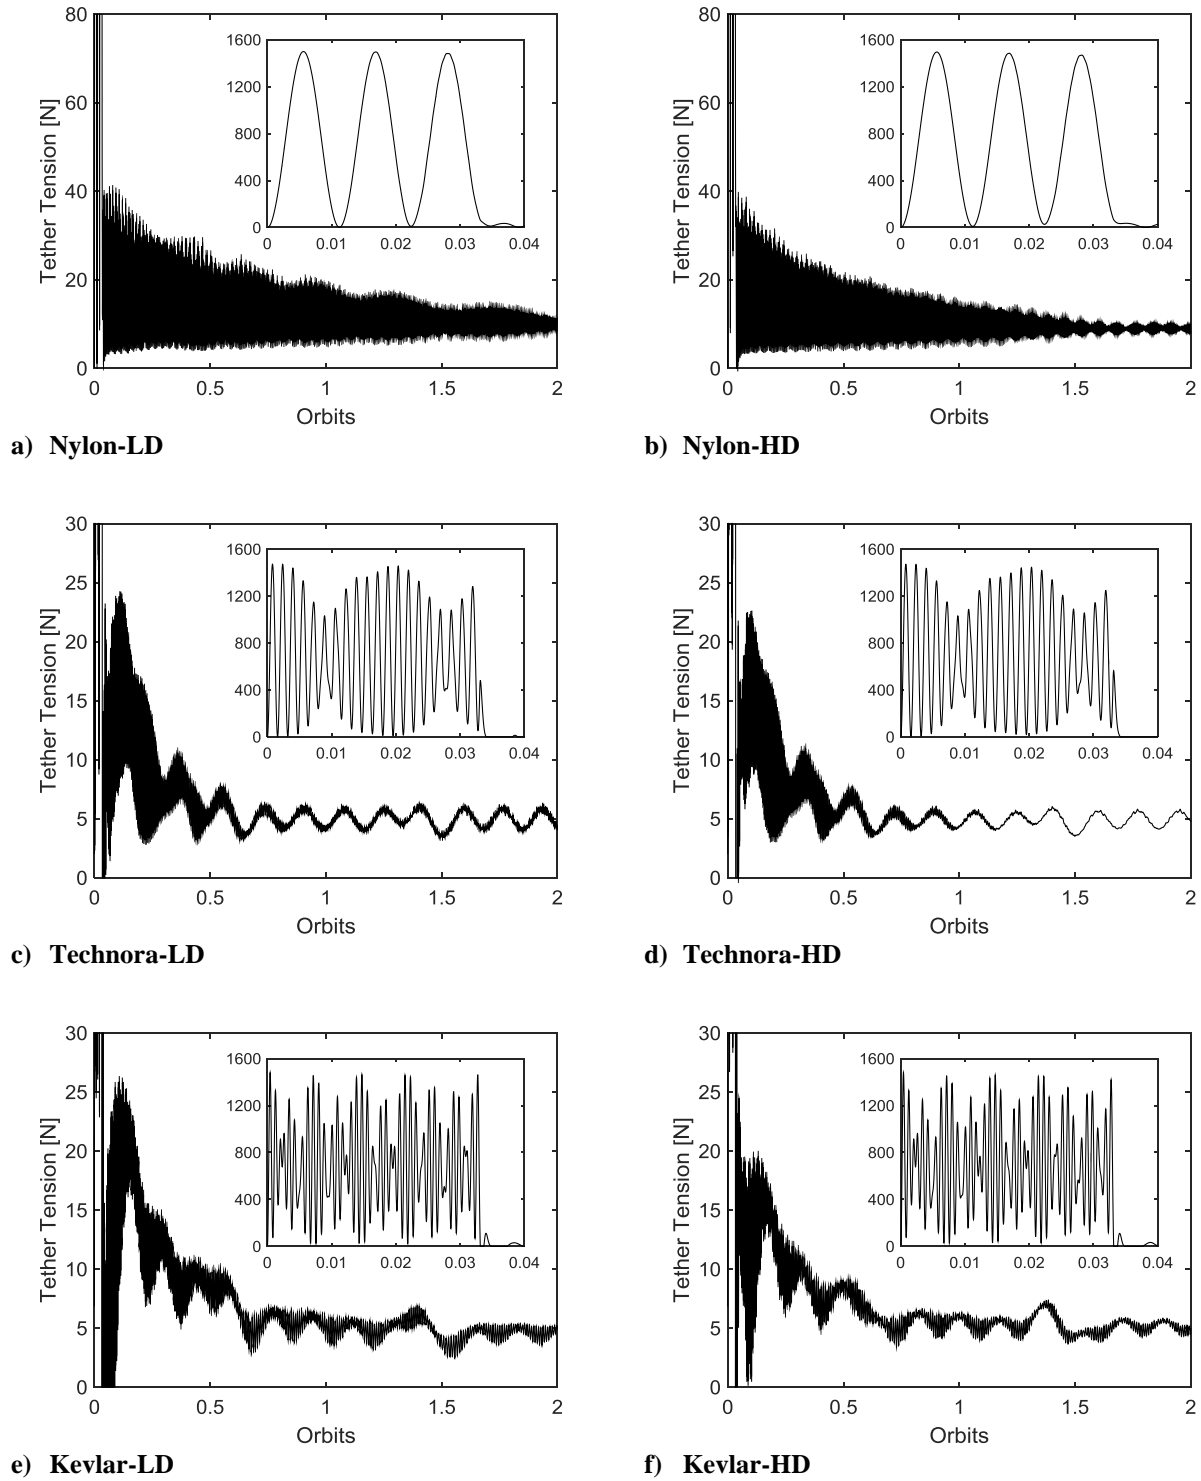 80
60
40
20
0
Tether Tension [N]
1600
1200
800
400
0
0 0.01 0.02 0.03 0.04
0 0.5 1 1.5 2
Orbits
a) Nylon-LD
80
60
40
20
0
Tether Tension [N]
1600
1200
800
400
0
0 0.01 0.02 0.03 0.04
0 0.5 1 1.5 2
Orbits
b) Nylon-HD
30
25
20
15
10
5
0
Tether Tension [N]
1600
1200
800
400
0
0 0.01 0.02 0.03 0.04
0 0.5 1 1.5 2
Orbits
c) Technora-LD
30
25
20
15
10
5
0
Tether Tension [N]
1600
1200
800
400
0
0 0.01 0.02 0.03 0.04
0 0.5 1 1.5 2
Orbits
d) Technora-HD
30
25
20
15
10
5
0
Tether Tension [N]
1600
1200
800
400
0
0 0.01 0.02 0.03 0.04
0 0.5 1 1.5 2
Orbits
e) Kevlar-LD
30
25
20
15
10
5
0
Tether Tension [N]
1600
1200
800
400
0
0 0.01 0.02 0.03 0.04
0 0.5 1 1.5 2
Orbits
f) Kevlar-HD